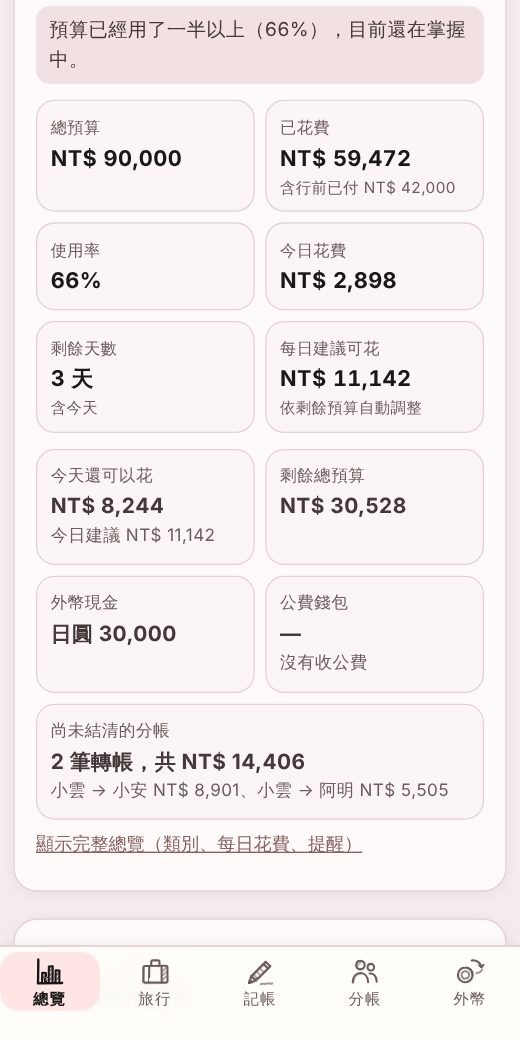 預算已經用了一半以上（66%），目前還在掌握
中。
總預算
NT$ 90,000
已花費
NT$ 59,472
含行前已付 NT$ 42,000
使用率
66%
今日花費
NT$ 2,898
剩餘天數
3 天
含今天
每日建議可花
NT$ 11,142
依剩餘預算自動調整
今天還可以花
NT$ 8,244
今日建議 NT$ 11,142
剩餘總預算
NT$ 30,528
外幣現金
日圓 30,000
公費錢包
—
沒有收公費
尚未結清的分帳
2 筆轉帳，共 NT$ 14,406
小雲 → 小安 NT$ 8,901、小雲 → 阿明 NT$ 5,505
顯示完整總覽（類別、每日花費、提醒）
總覽
旅行
記帳
分帳
外幣